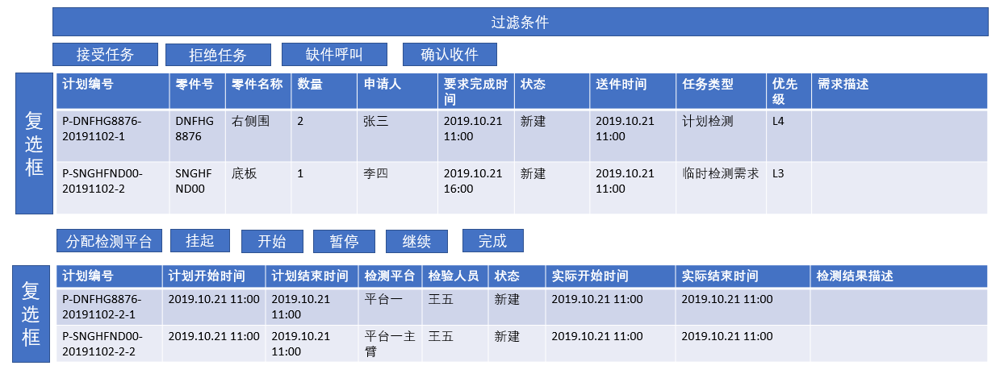 过滤条件
接受任务 拒绝任务 缺件呼叫 确认收件
复选框
计划编号 零件号 零件名称 数量 申请人 要求完成时间 状态 送件时间 任务类型 优先级 需求描述
P-DNFHG8876-20191102-1 DNFHG8876 右侧围 2 张三 2019.10.21 11:00 新建 2019.10.21 11:00 计划检测 L4
P-SNGHFND00-20191102-2 SNGHFND00 底板 1 李四 2019.10.21 16:00 新建 2019.10.21 11:00 临时检测需求 L3
分配检测平台 挂起 开始 暂停 继续 完成
复选框
计划编号 计划开始时间 计划结束时间 检测平台 检验人员 状态 实际开始时间 实际结束时间 检测结果描述
P-DNFHG8876-20191102-2-1 2019.10.21 11:00 2019.10.21 11:00 平台一 王五 新建 2019.10.21 11:00 2019.10.21 11:00
P-SNGHFND00-20191102-2-2 2019.10.21 11:00 2019.10.21 11:00 平台一主臂 王五 新建 2019.10.21 11:00 2019.10.21 11:00